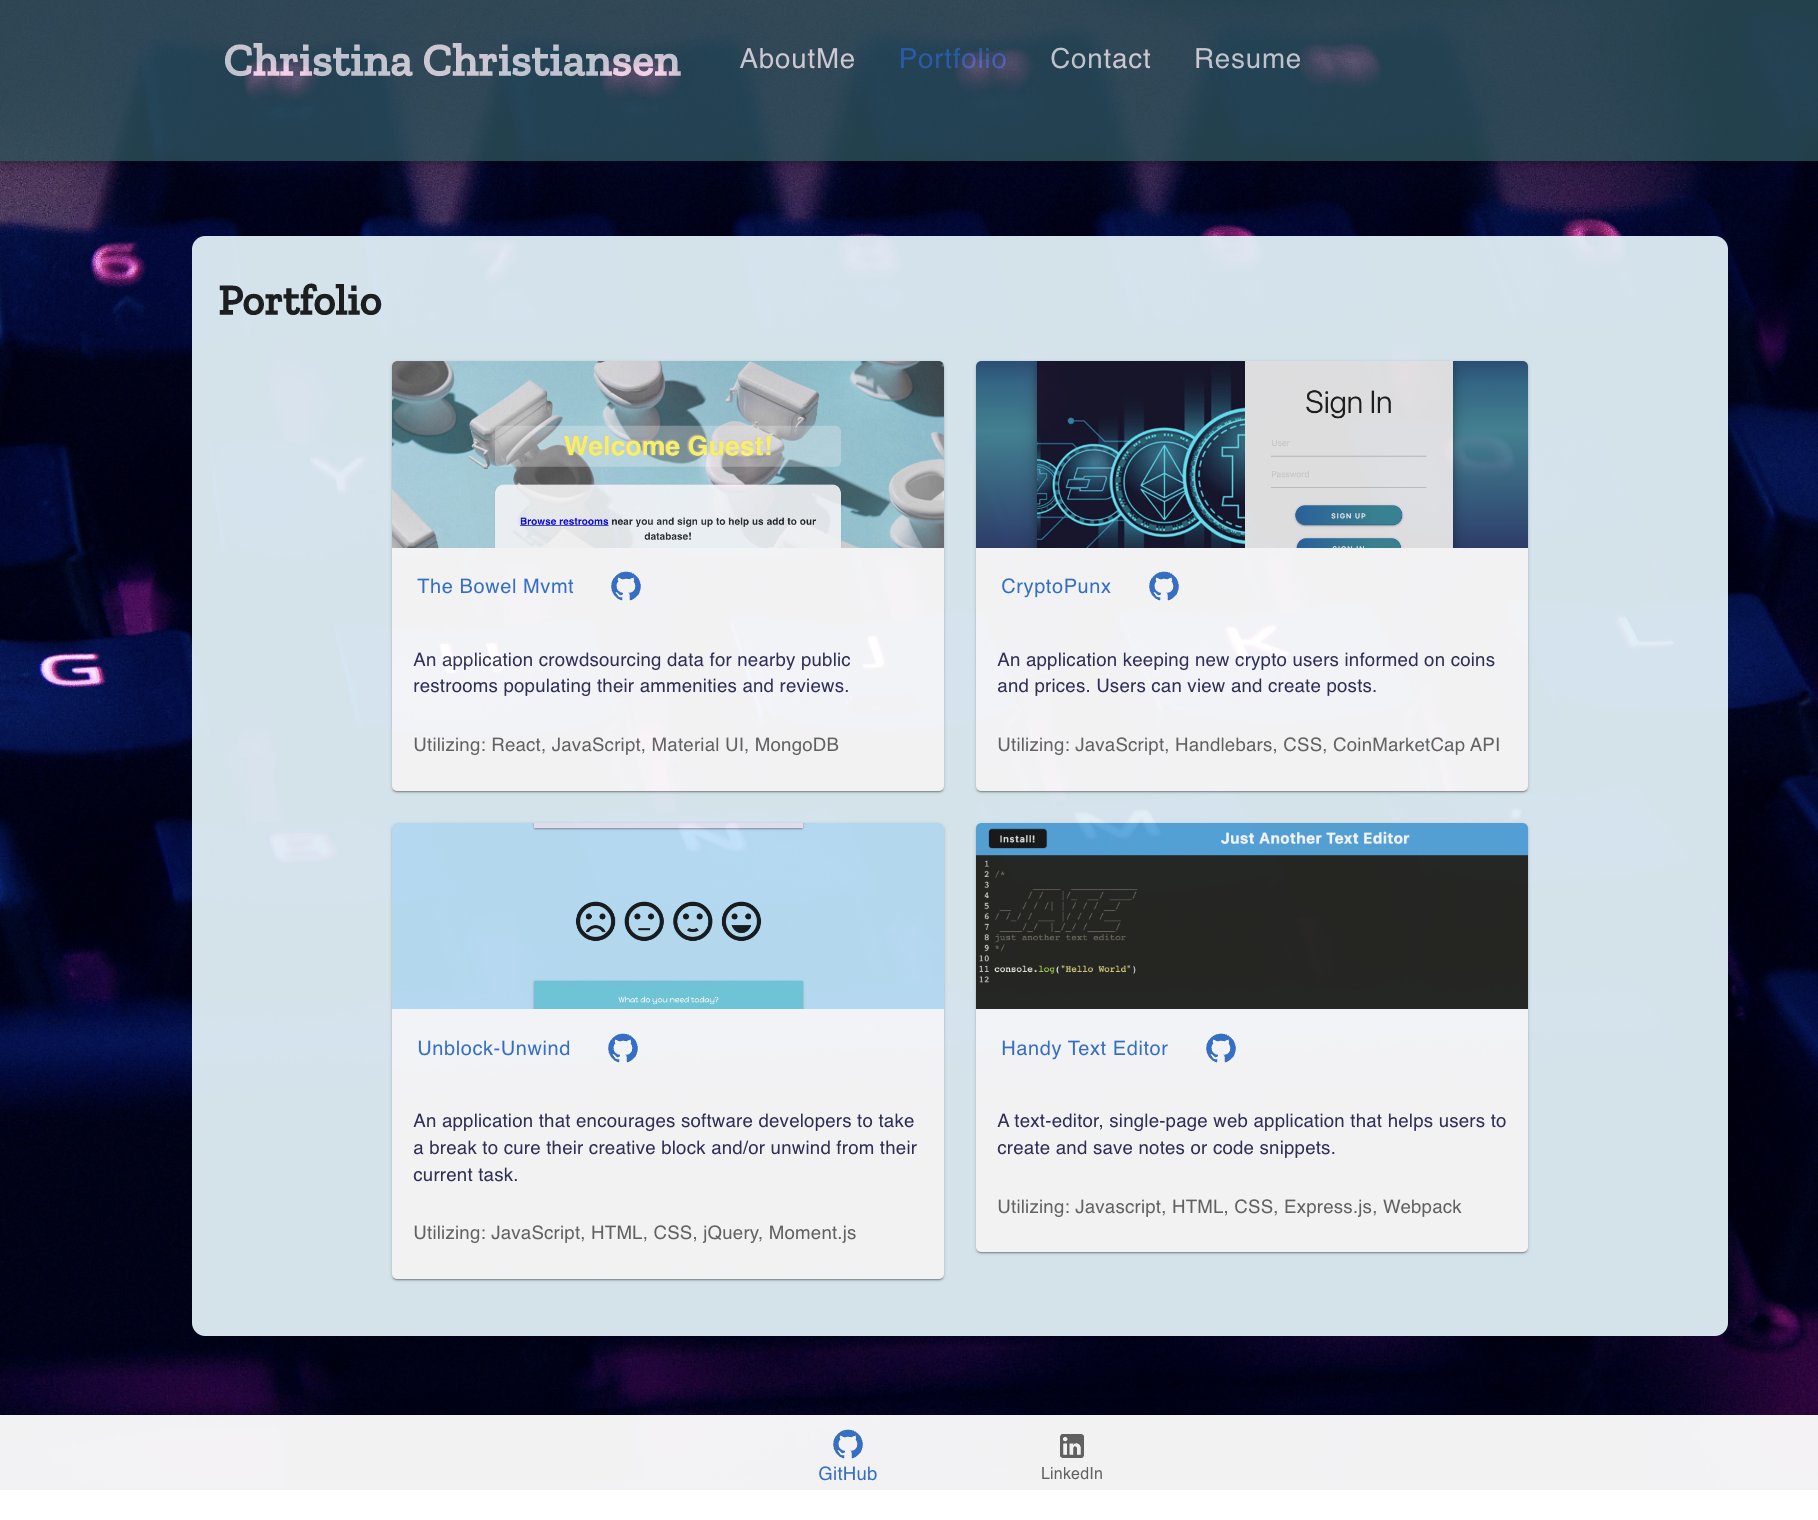 Christina Christiansen
AboutMe
Portfolio
Contact
Resume
6
7
8
9
0
Portfolio
Y
Welcome Guest!
Browse restrooms near you and sign up to help us add to our
database!
Sign In
User
Password
SIGN UP
SIGN IN
The Bowel Mvmt
CryptoPunx
G
J
K
L
An application crowdsourcing data for nearby public
restrooms populating their ammenities and reviews.
An application keeping new crypto users informed on coins
and prices. Users can view and create posts.
Utilizing: React, JavaScript, Material UI, MongoDB
Utilizing: JavaScript, Handlebars, CSS, CoinMarketCap API
B
N
M
What do you need today?
Install!
Just Another Text Editor
1
2 /*
3
4
5
6
7
8 just another text editor
9 */
10
11 console.log("Hello World")
12
Unblock-Unwind
Handy Text Editor
An application that encourages software developers to take
a break to cure their creative block and/or unwind from their
current task.
A text-editor, single-page web application that helps users to
create and save notes or code snippets.
Utilizing: JavaScript, HTML, CSS, jQuery, Moment.js
Utilizing: Javascript, HTML, CSS, Express.js, Webpack
GitHub
in
LinkedIn